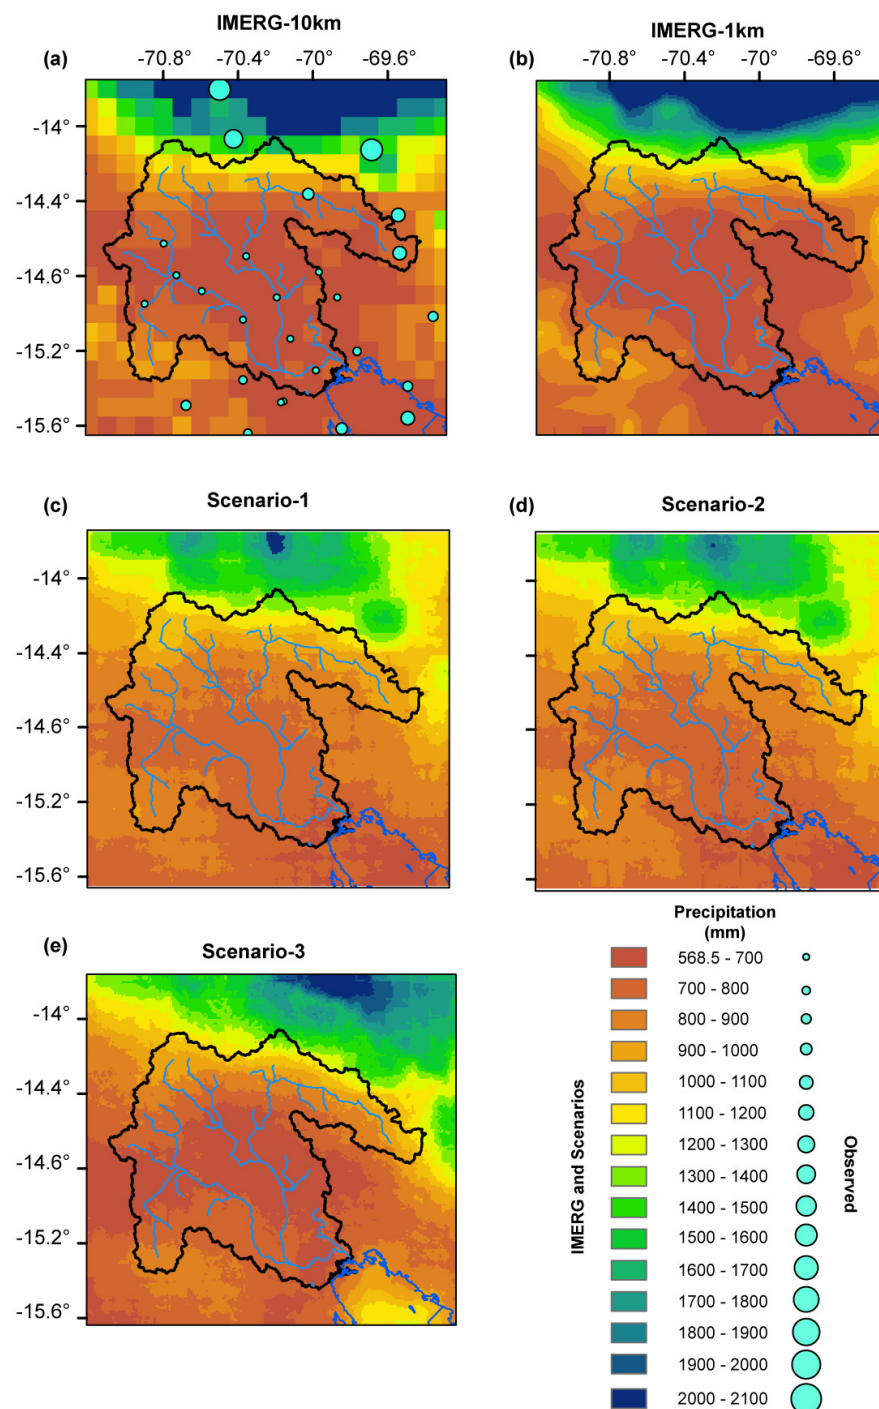 IMERG-10km
IMERG-1km
(a)
-70.8° -70.4° -70° -69.6°
(b)
-70.8° -70.4° -70° -69.6°
-14°
-14.4°
-14.6°
-15.2°
-15.6°
(c)
Scenario-1
(d)
Scenario-2
-14°
-14.4°
-14.6°
-15.2°
-15.6°
(e)
Scenario-3
-14°
-14.4°
-14.6°
-15.2°
-15.6°
Precipitation
(mm)
IMERG and Scenarios
568.5 - 700
700 - 800
800 - 900
900 - 1000
1000 - 1100
1100 - 1200
1200 - 1300
1300 - 1400
1400 - 1500
1500 - 1600
1600 - 1700
1700 - 1800
1800 - 1900
1900 - 2000
2000 - 2100
Observed